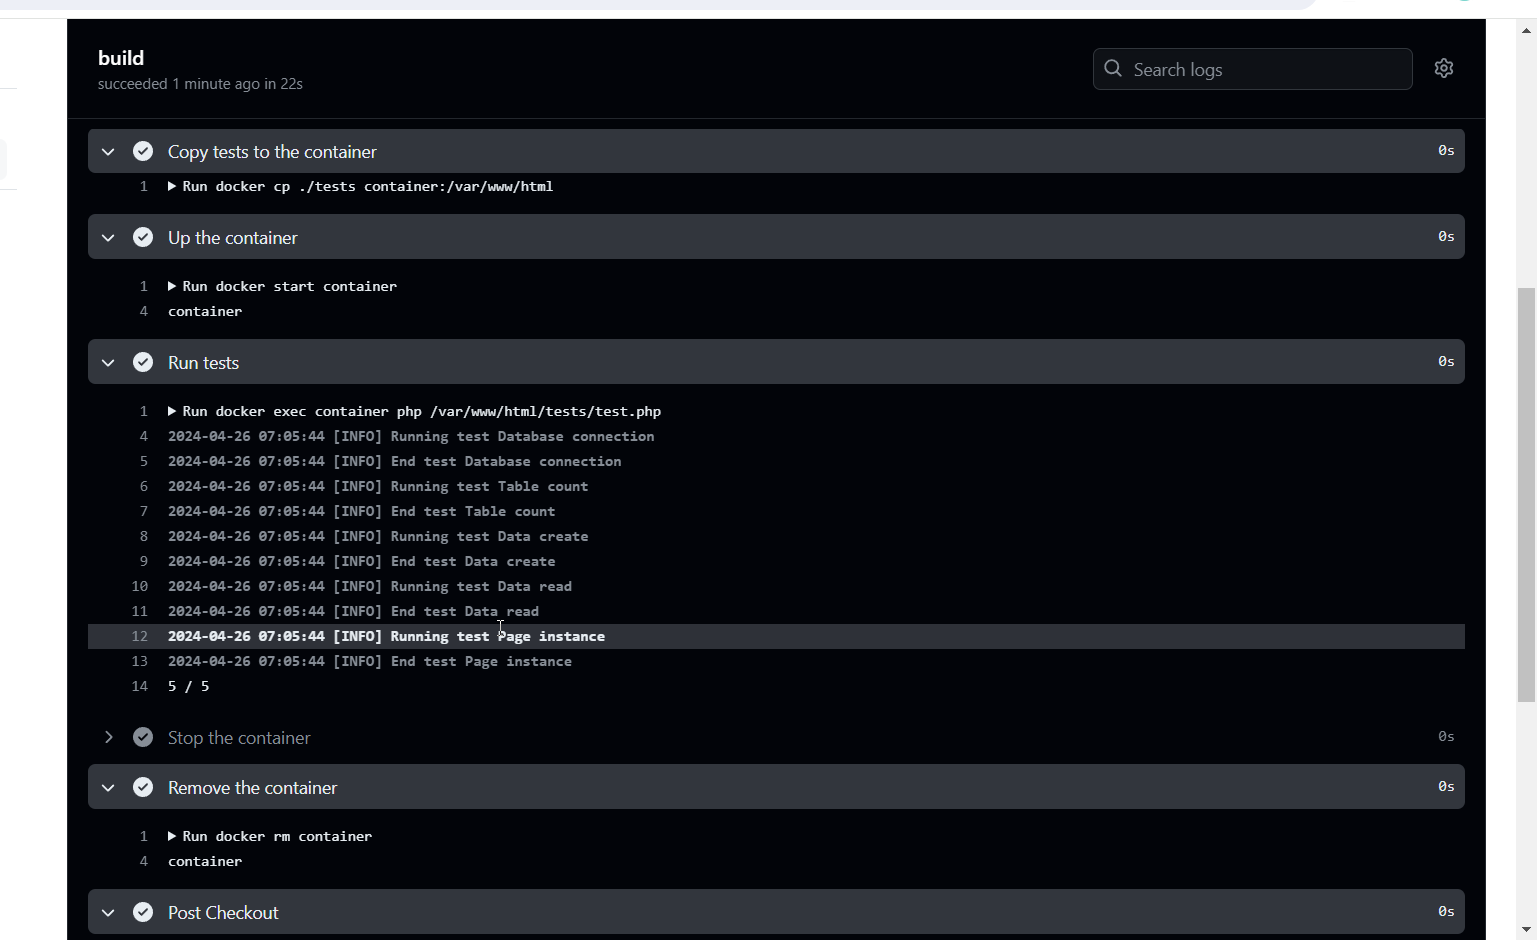 build
succeeded 1 minute ago in 22s
Search logs
Copy tests to the container 0s
1 Run docker cp ./tests container:/var/www/html
Up the container 0s
1 Run docker start container
4 container
Run tests 0s
1 Run docker exec container php /var/www/html/tests/test.php
4 2024-04-26 07:05:44 [INFO] Running test Database connection
5 2024-04-26 07:05:44 [INFO] End test Database connection
6 2024-04-26 07:05:44 [INFO] Running test Table count
7 2024-04-26 07:05:44 [INFO] End test Table count
8 2024-04-26 07:05:44 [INFO] Running test Data create
9 2024-04-26 07:05:44 [INFO] End test Data create
10 2024-04-26 07:05:44 [INFO] Running test Data read
11 2024-04-26 07:05:44 [INFO] End test Data read
12 2024-04-26 07:05:44 [INFO] Running test Page instance
13 2024-04-26 07:05:44 [INFO] End test Page instance
14 5 / 5
Stop the container 0s
Remove the container 0s
1 Run docker rm container
4 container
Post Checkout 0s